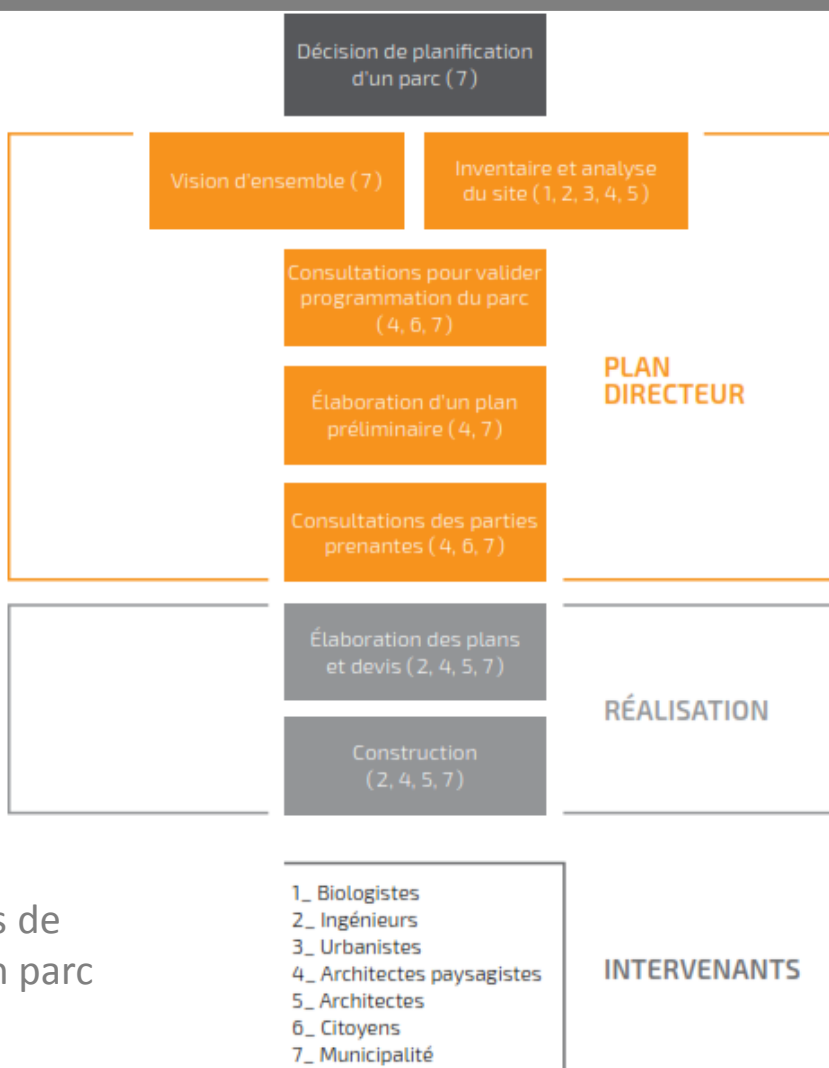 Décision de planification
d'un parc (7)
Vision d'ensemble (7)
Inventaire et analyse
du site (1, 2, 3, 4, 5)
Consultations pour valider
programmation du parc
(4, 6, 7)
Élaboration d'un plan
préliminaire (4, 7)
Consultations des parties
prenantes (4, 6, 7)
PLAN
DIRECTEUR
Élaboration des plans
et devis (2, 4, 5, 7)
Construction
(2, 4, 5, 7)
RÉALISATION
s de
n parc
1_ Biologistes
2_ Ingénieurs
3_ Urbanistes
4_ Architectes paysagistes
5_ Architectes
6_ Citoyens
7_ Municipalité
INTERVENANTS